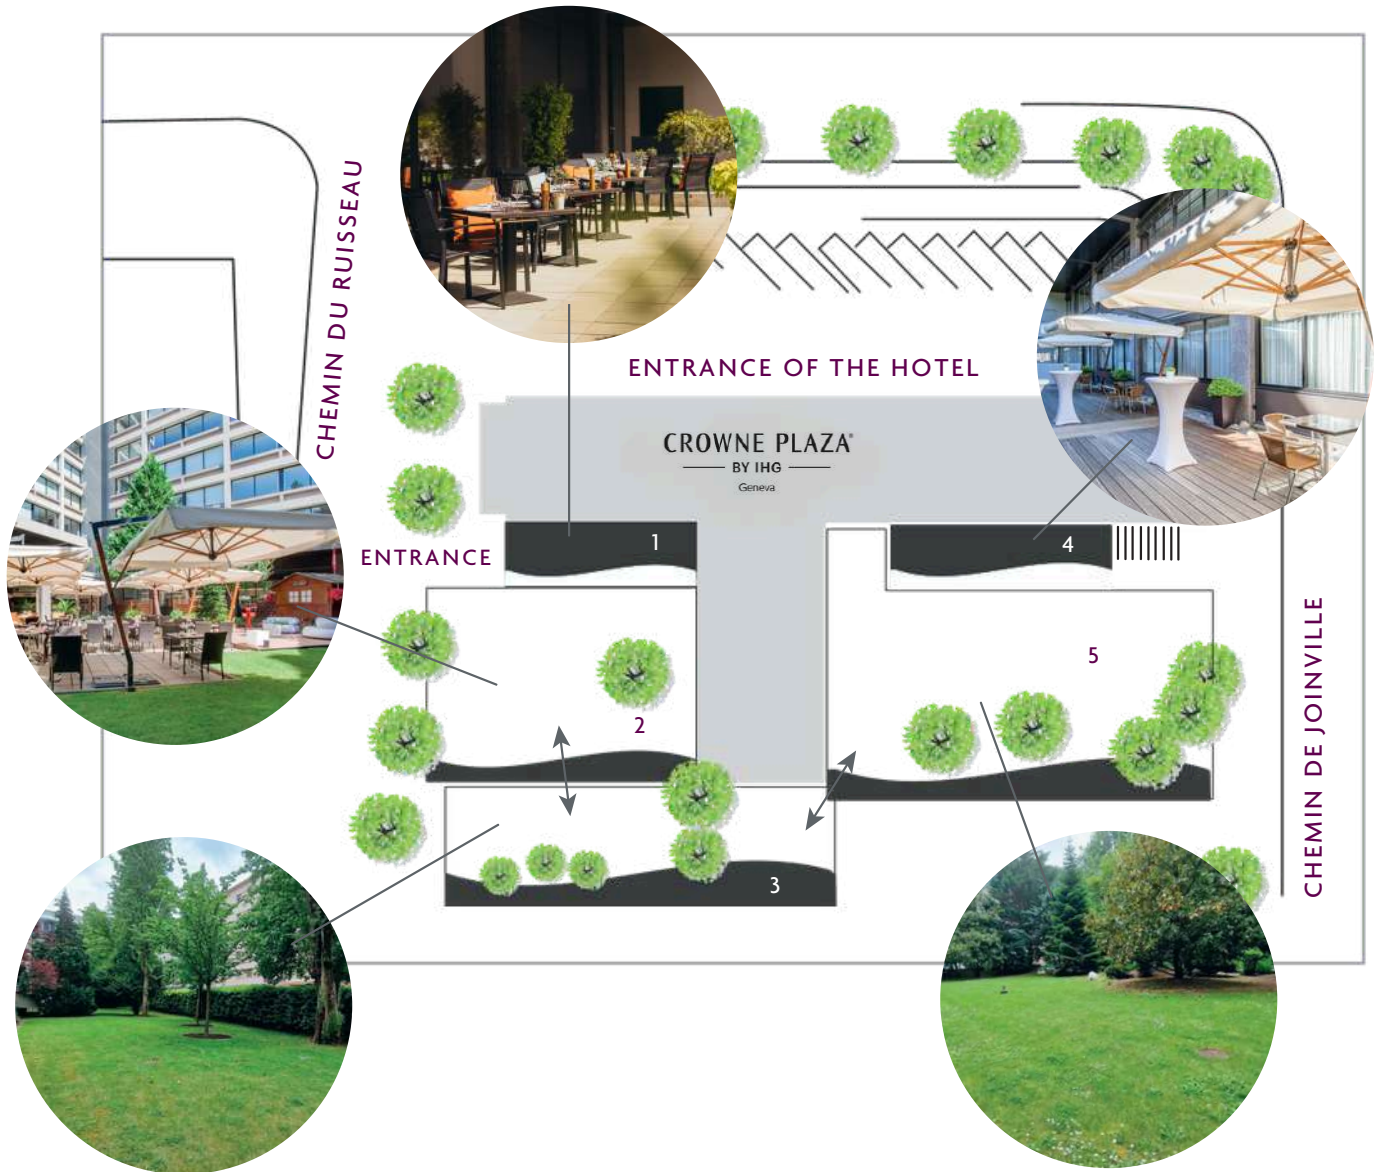 CHEMIN DU RUISSEAU
ENTRANCE OF THE HOTEL
CROWNE PLAZA®
BY IHG
Geneva
ENTRANCE
1
4
5
2
3
CHEMIN DE JOINVILLE